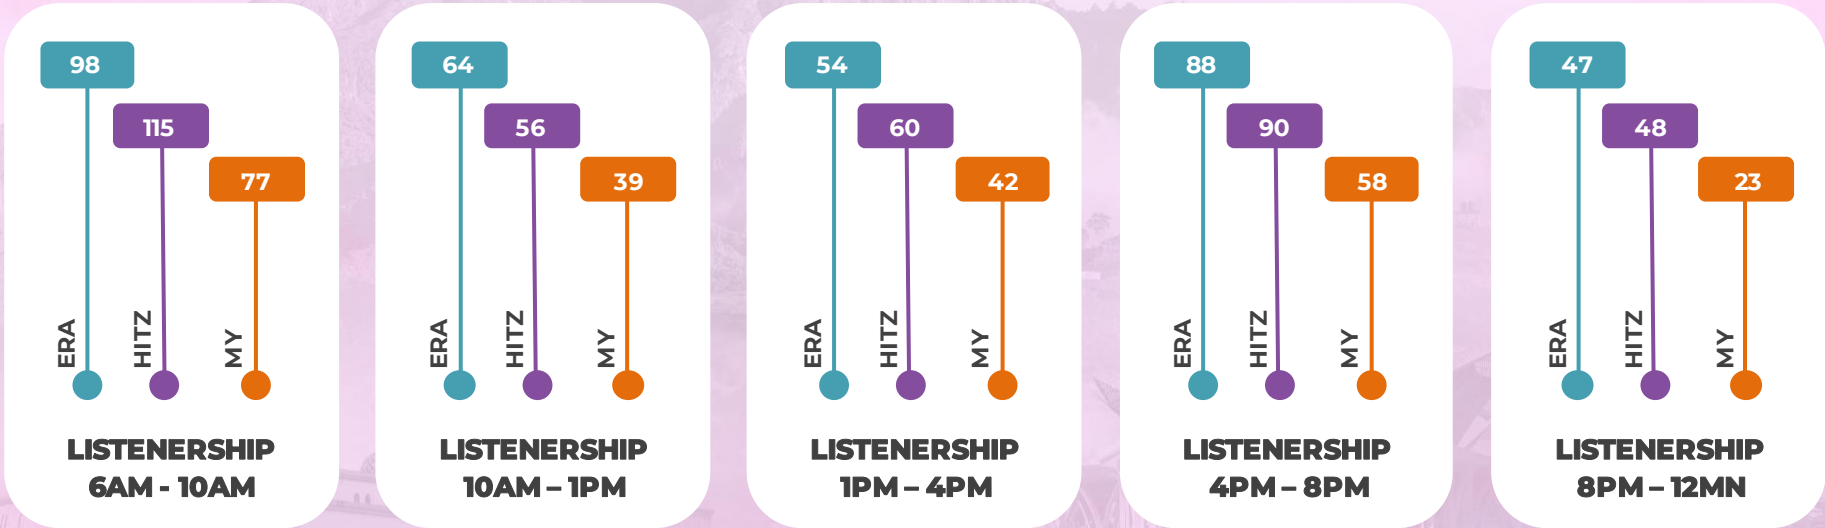 98
115
77
ERA
HITZ
MY
LISTENERSHIP
6AM - 10AM
64
56
39
ERA
HITZ
MY
LISTENERSHIP
10AM – 1PM
54
60
42
ERA
HITZ
MY
LISTENERSHIP
1PM – 4PM
88
90
58
ERA
HITZ
MY
LISTENERSHIP
4PM – 8PM
47
48
23
ERA
HITZ
MY
LISTENERSHIP
8PM – 12MN